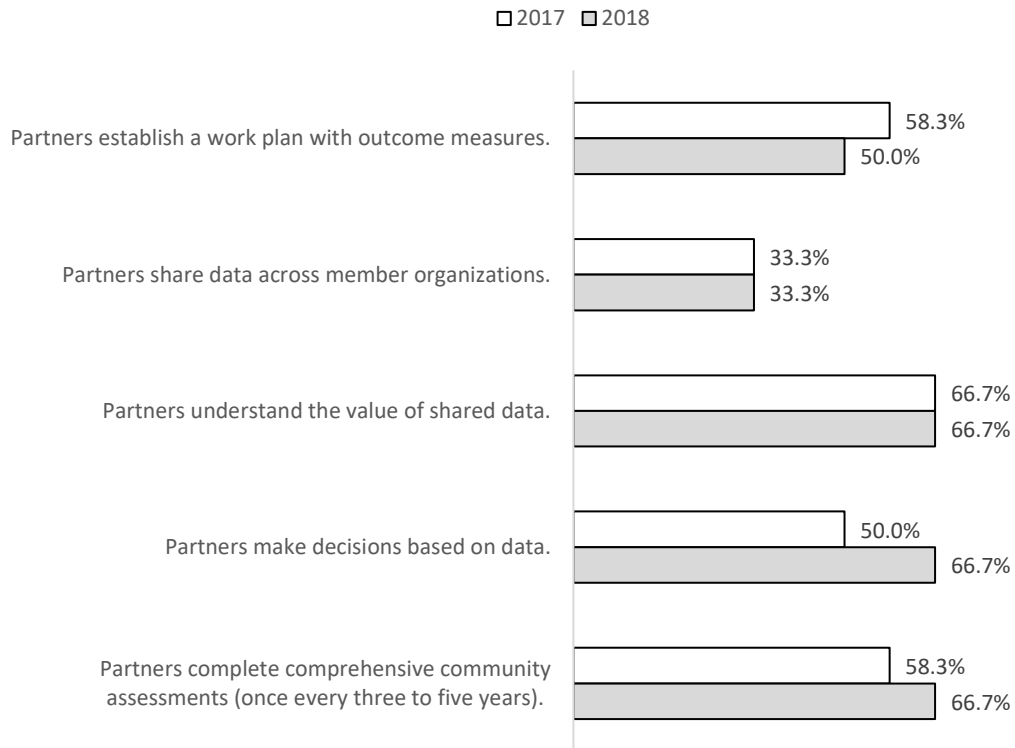 2017 2018
Partners establish a work plan with outcome measures.
58.3%
50.0%
Partners share data across member organizations.
33.3%
33.3%
Partners understand the value of shared data.
66.7%
66.7%
Partners make decisions based on data.
50.0%
66.7%
Partners complete comprehensive community
assessments (once every three to five years).
58.3%
66.7%